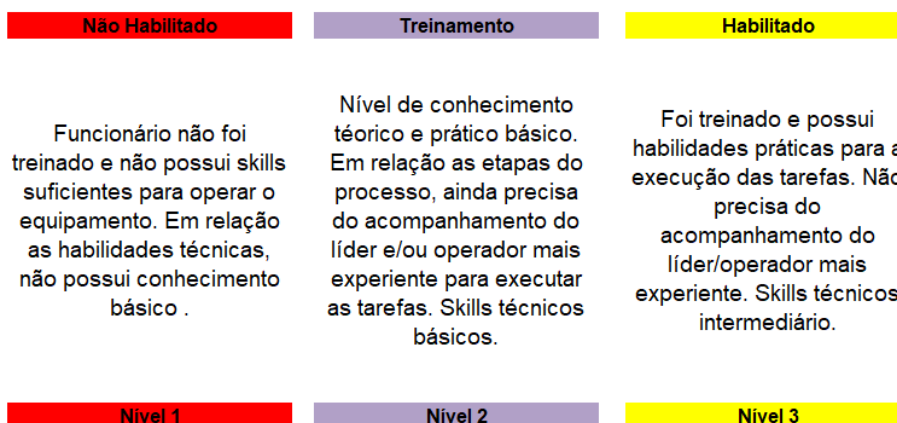 Não Habilitado
Funcionário não foi
treinado e não possui skills
suficientes para operar o
equipamento. Em relação
as habilidades técnicas,
não possui conhecimento
básico .
Nível 1
Treinamento
Nível de conhecimento
téorico e prático básico.
Em relação as etapas do
processo, ainda precisa
do acompanhamento do
líder e/ou operador mais
experiente para executar
as tarefas. Skills técnicos
básicos.
Nível 2
Habilitado
Foi treinado e possui
habilidades práticas para a
execução das tarefas. Não
precisa do
acompanhamento do
líder/operador mais
experiente. Skills técnicos
intermediário.
Nível 3